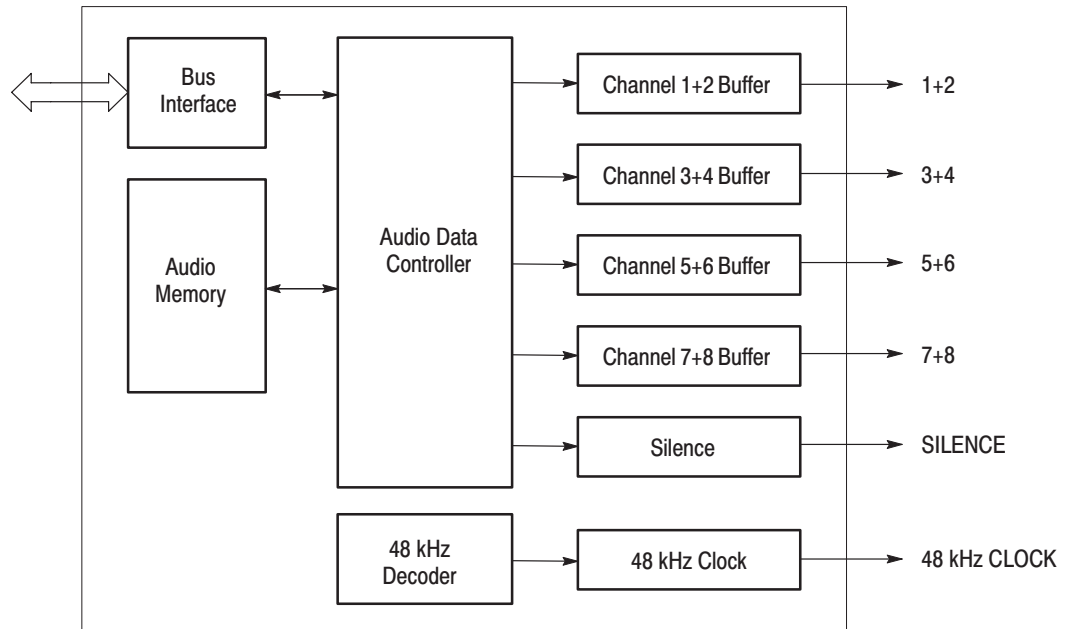 Bus
Interface
Audio
Memory
Audio Data
Controller
Channel 1+2 Buffer
1+2
Channel 3+4 Buffer
3+4
Channel 5+6 Buffer
5+6
Channel 7+8 Buffer
7+8
Silence
SILENCE
48 kHz
Decoder
48 kHz Clock
48 kHz CLOCK